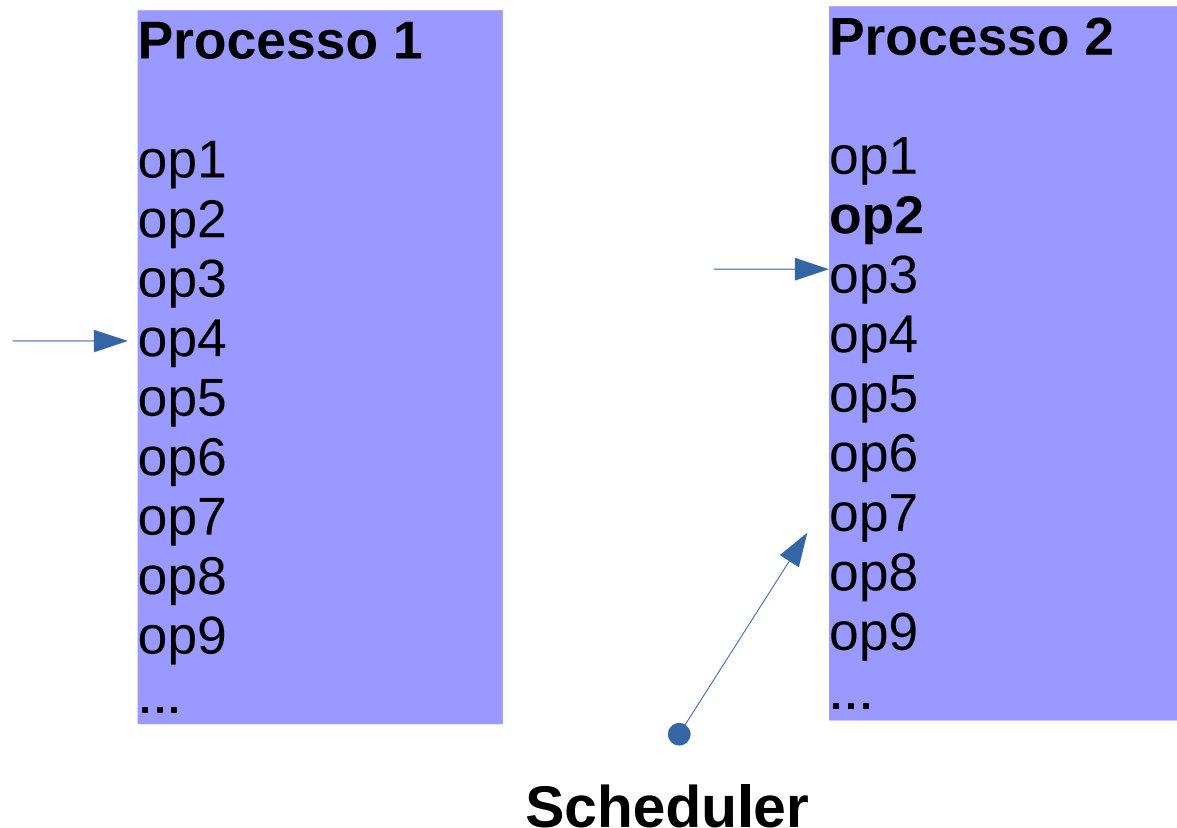 Processo 1
op1
op2
op3
op4
op5
op6
op7
op8
op9
...
Processo 2
op1
op2
op3
op4
op5
op6
op7
op8
op9
...
Scheduler